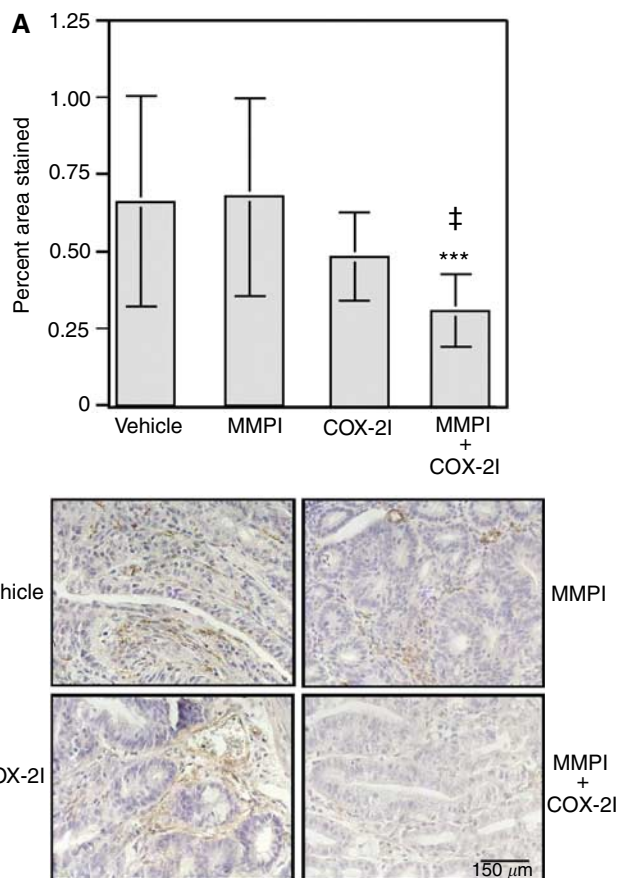 A
1.25
1.00
0.75
0.50
0.25
0
Percent area stained
‡
***
Vehicle
MMPI
COX-2I
MMPI
+
COX-2I
hicle
MMPI
OX-2I
MMPI
+
COX-2I
150 µm